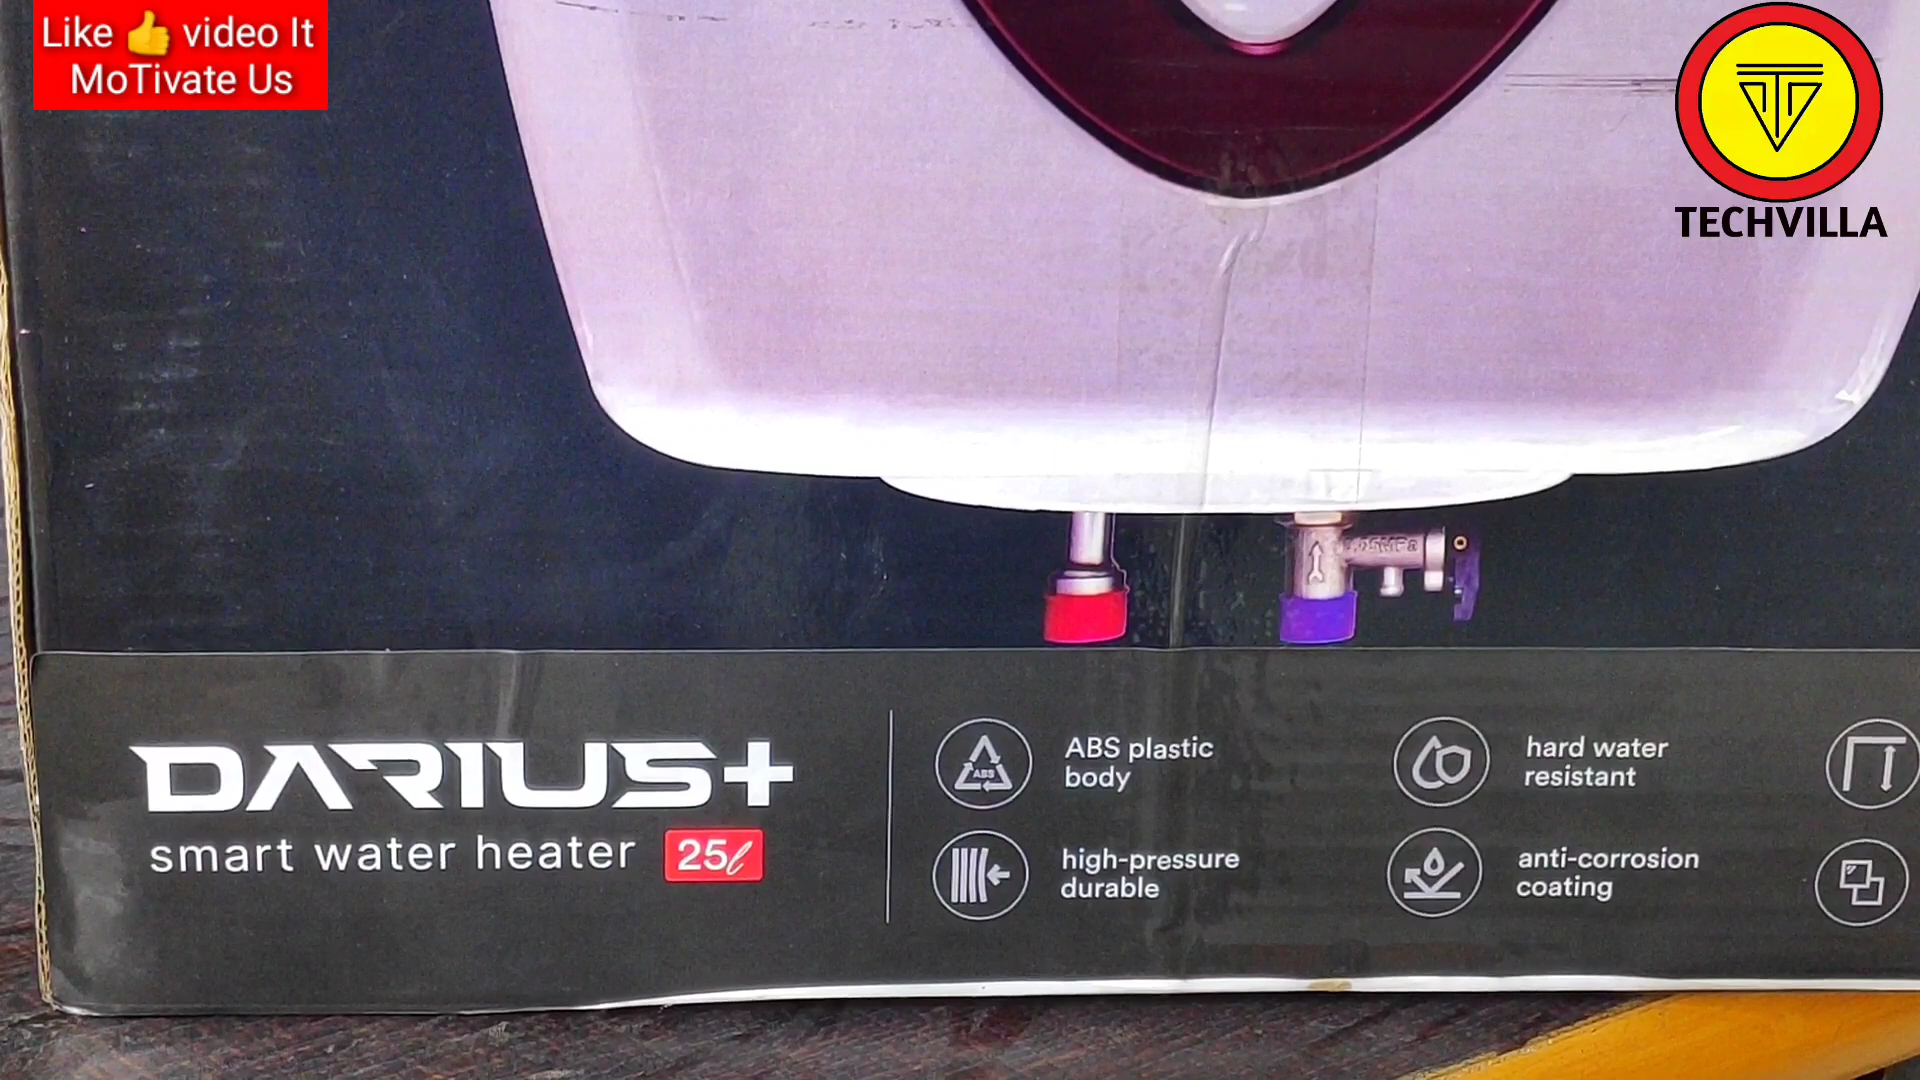 Like 👍 video It
MoTivate Us
TECHVILLA
DARIUS+
smart water heater 25l
ABS plastic
body
ABS
high-pressure
durable
hard water
resistant
anti-corrosion
coating